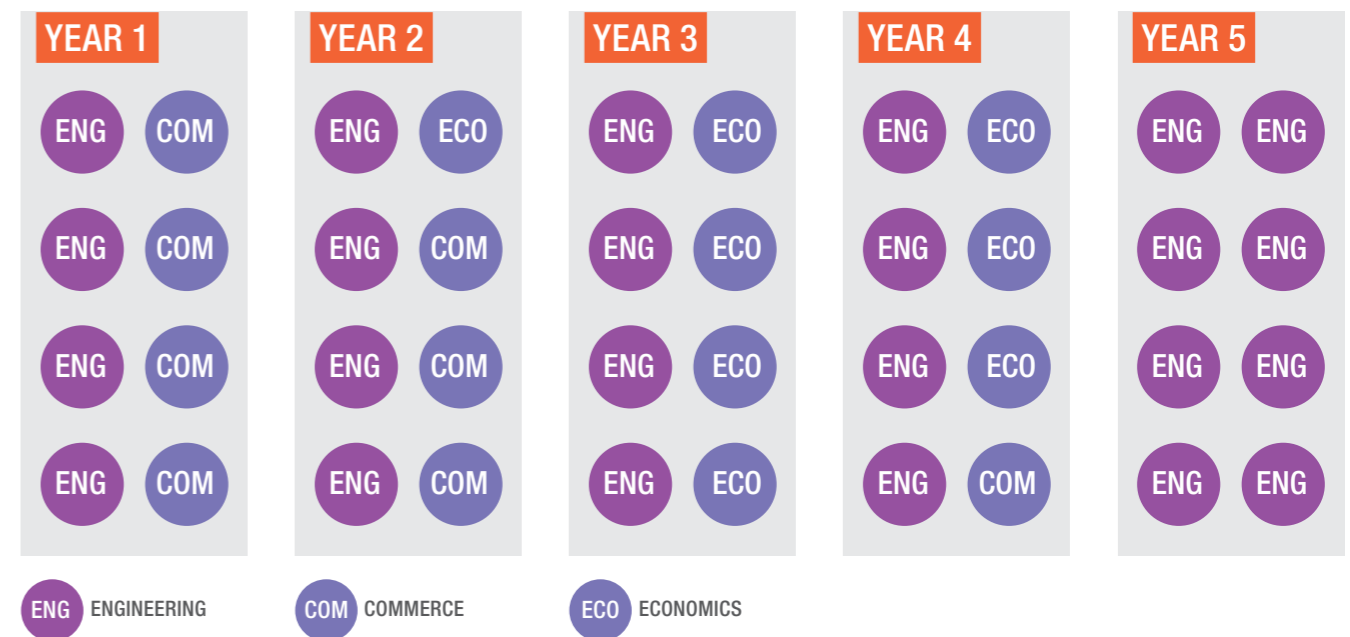 YEAR 1 YEAR 2 YEAR 3 YEAR 4 YEAR 5
ENG COM ENG ECO ENG ECO ENG ECO ENG ENG
ENG COM ENG COM ENG ECO ENG ECO ENG ENG
ENG COM ENG COM ENG ECO ENG ECO ENG ENG
ENG COM ENG COM ENG ECO ENG COM ENG ENG
ENG ENGINEERING COM COMMERCE ECO ECONOMICS